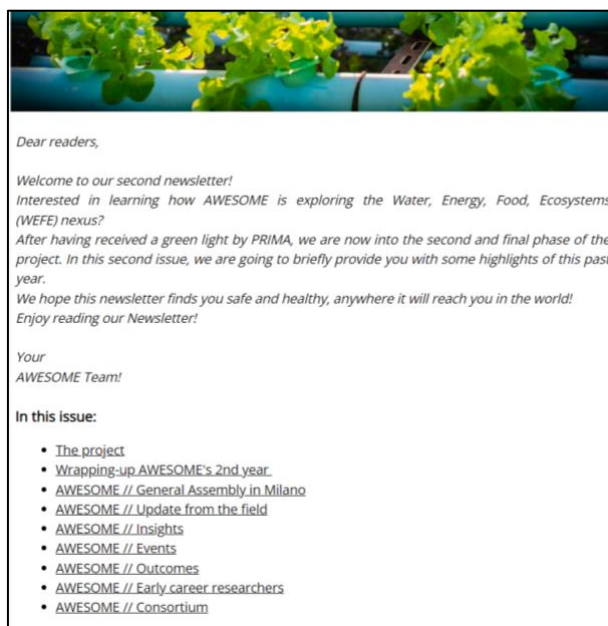 Dear readers,
Welcome to our second newsletter!
Interested in learning how AWESOME is exploring the Water, Energy, Food, Ecosystems
(WEFE) nexus?
After having received a green light by PRIMA, we are now into the second and final phase of the
project. In this second issue, we are going to briefly provide you with some highlights of this past
year.
We hope this newsletter finds you safe and healthy, anywhere it will reach you in the world!
Enjoy reading our Newsletter!
Your
AWESOME Team!
In this issue:
• The project
• Wrapping-up AWESOME's 2nd year
• AWESOME // General Assembly in Milano
• AWESOME // Update from the field
• AWESOME // Insights
• AWESOME // Events
• AWESOME // Outcomes
• AWESOME // Early career researchers
• AWESOME // Consortium